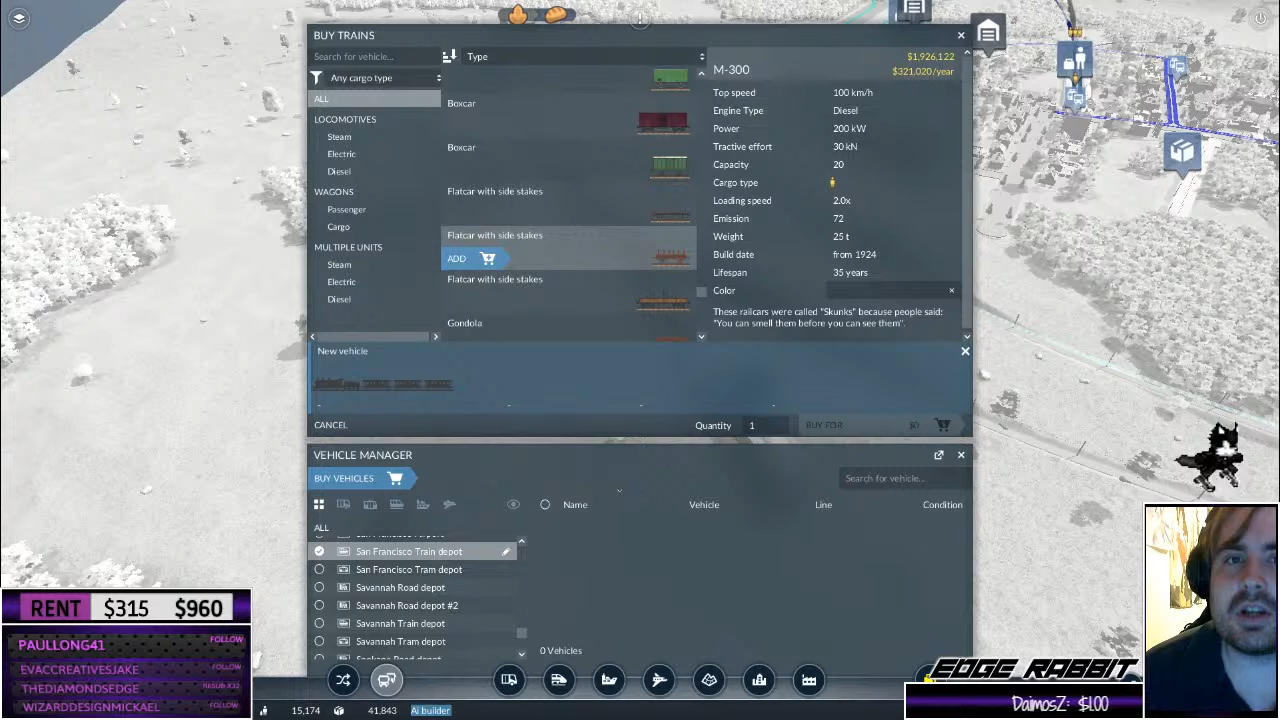 BUY TRAINS
Search for vehicle...
Type
Any cargo type
ALL
LOCOMOTIVES
Steam
Electric
Diesel
WAGONS
Passenger
Cargo
MULTIPLE UNITS
Steam
Electric
Diesel
Boxcar
Boxcar
Flatcar with side stakes
Flatcar with side stakes
ADD
Flatcar with side stakes
Gondola
M-300
$1,926,122
$321,020/year
Top speed 100 km/h
Engine Type Diesel
Power 200 kW
Tractive effort 30 kN
Capacity 20
Cargo type
Loading speed 2.0x
Emission 72
Weight 25 t
Build date from 1924
Lifespan 35 years
Color
These railcars were called "Skunks" because people said:
"You can smell them before you can see them".
New vehicle
CANCEL
Quantity 1
BUY FOR $0
VEHICLE MANAGER
BUY VEHICLES
Search for vehicle...
Name Vehicle Line Condition
ALL
San Francisco Train depot
San Francisco Tram depot
Savannah Road depot
Savannah Road depot #2
Savannah Train depot
Savannah Tram depot
0 Vehicles
RENT $315 $960
PAULLONG41 FOLLOW
EVACCREATIVESJAKE FOLLOW
THEDIAMONDSEDGE RESUB X32
WIZARDDESIGNMICKAEL FOLLOW
15,174 41,843 AI builder
EDGE RABBIT
DaimosZ: $1.00